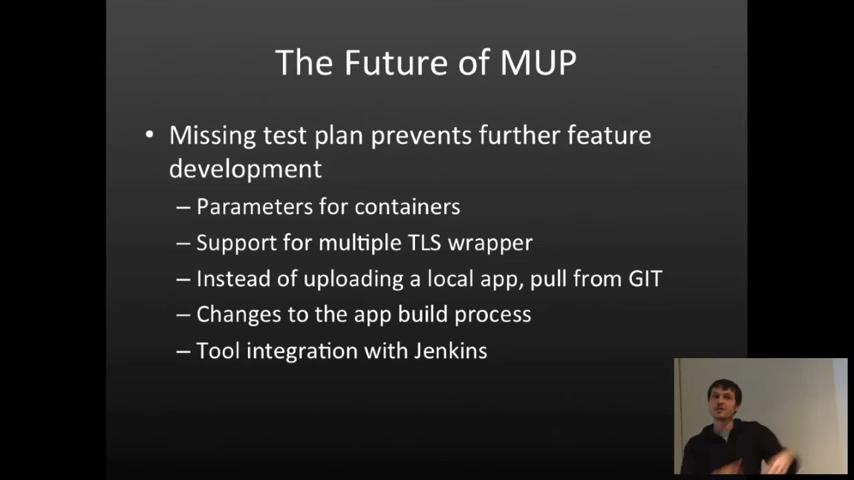 The Future of MUP
• Missing test plan prevents further feature
development
– Parameters for containers
– Support for multiple TLS wrapper
– Instead of uploading a local app, pull from GIT
– Changes to the app build process
– Tool integration with Jenkins